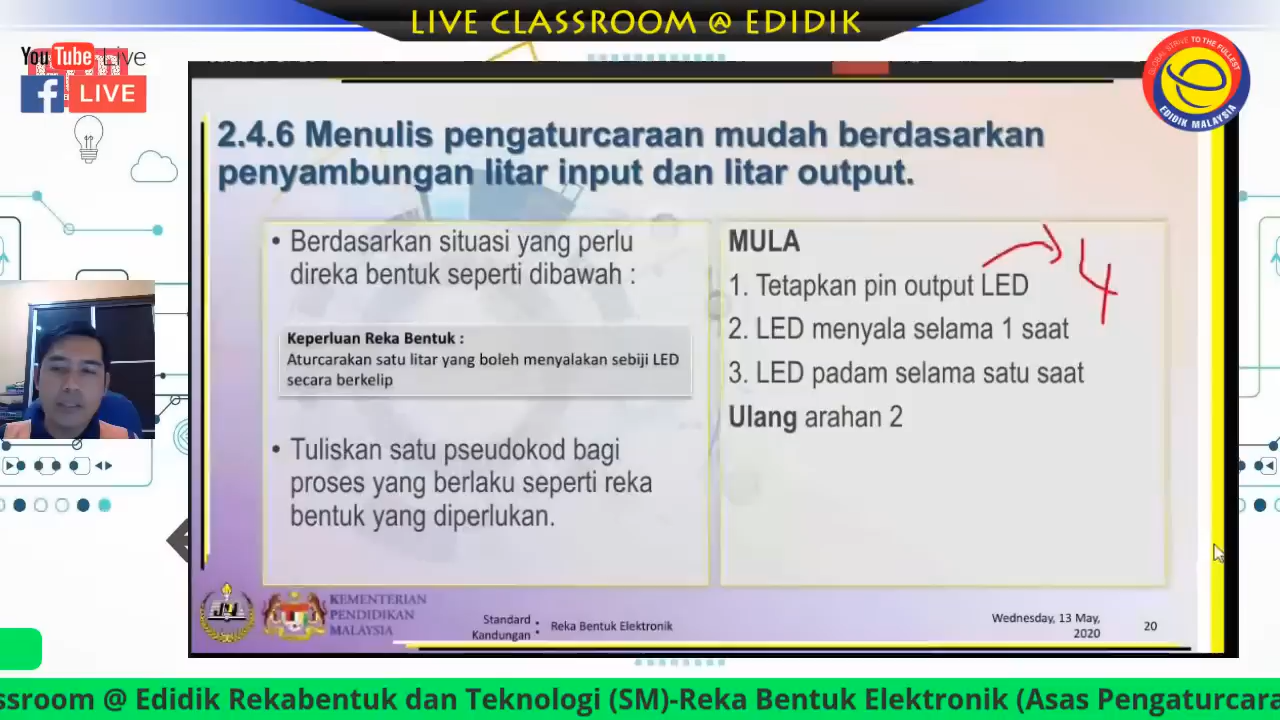 LIVE CLASSROOM @ EDIDIK
YouTube Live
f LIVE
GLOBAL STRIVE TO THE FULLEST
EDIDIK MALAYSIA
2.4.6 Menulis pengaturcaraan mudah berdasarkan
penyambungan litar input dan litar output.
• Berdasarkan situasi yang perlu
direka bentuk seperti dibawah :
Keperluan Reka Bentuk :
Aturcarakan satu litar yang boleh menyalakan sebiji LED
secara berkelip
• Tuliskan satu pseudokod bagi
proses yang berlaku seperti reka
bentuk yang diperlukan.
MULA
1. Tetapkan pin output LED
4
2. LED menyala selama 1 saat
3. LED padam selama satu saat
Ulang arahan 2
KEMENTERIAN
PENDIDIKAN
MALAYSIA
Standard
Kandungan :
Reka Bentuk Elektronik
Wednesday, 13 May,
2020
20
ssroom @ Edidik Rekabentuk dan Teknologi (SM)-Reka Bentuk Elektronik (Asas Pengaturcara